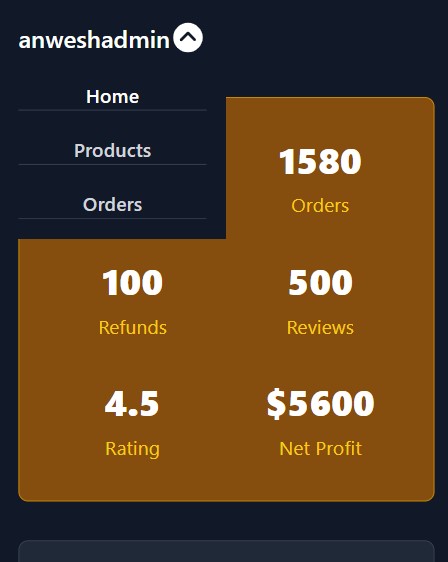 anweshadmin
Home
Products
Orders
1580
Orders
100
Refunds
500
Reviews
4.5
Rating
$5600
Net Profit